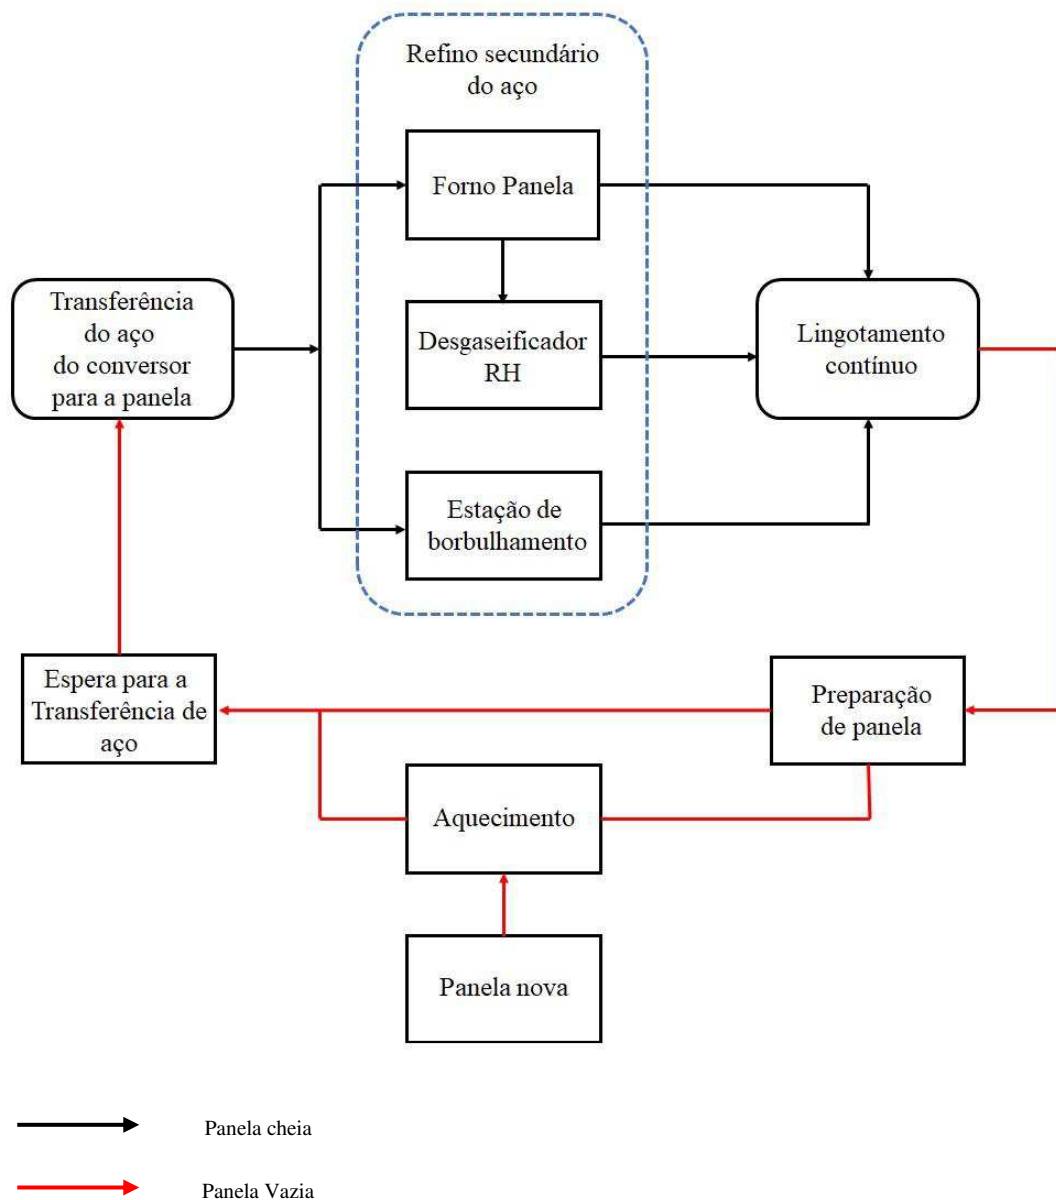 Refino secundário
do aço
Forno Panela
Transferência
do aço
do conversor
para a panela
Desgaseificador
RH
Lingotamento
contínuo
Estação de
borbulhamento
Espera para a
Transferência de
aço
Preparação
de panela
Aquecimento
Panela nova
Panela cheia
Panela Vazia